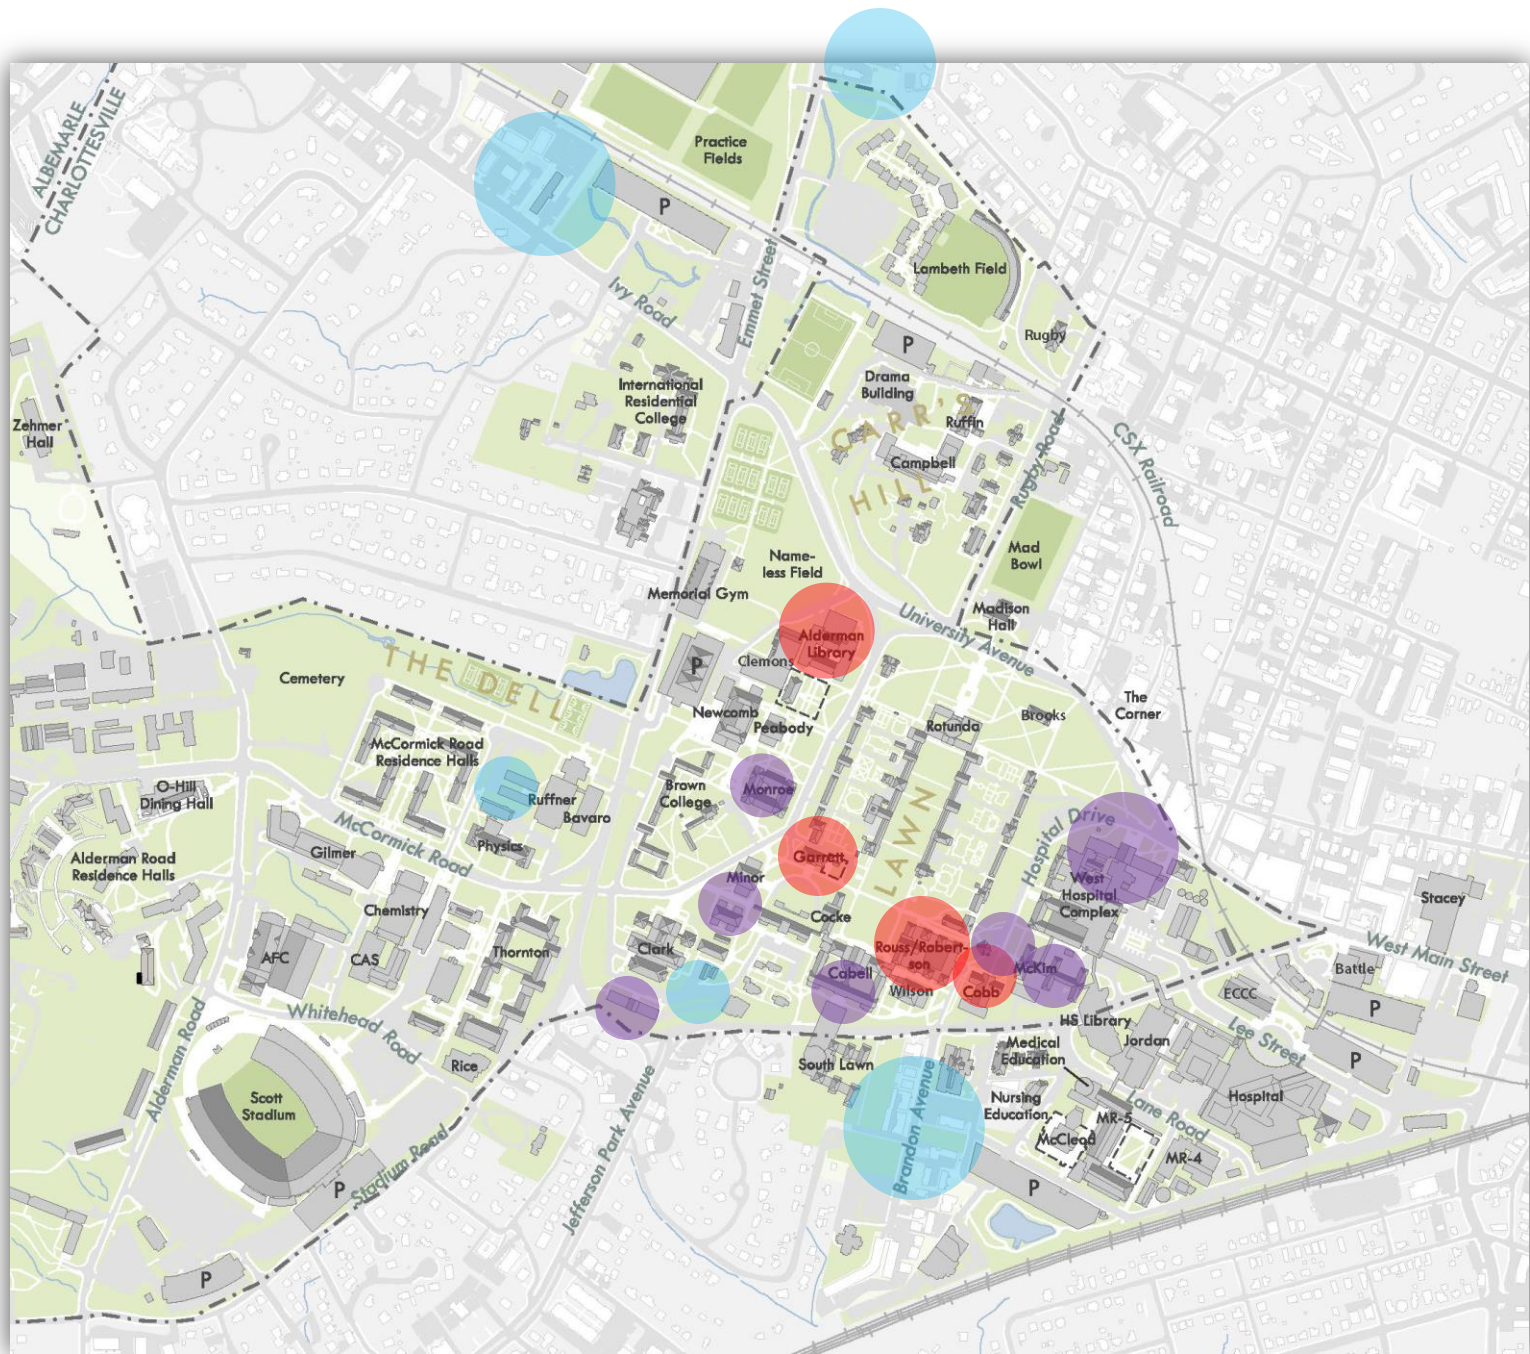 ALBEMARLE
CHARLOTTESVILLE
Practice
Fields
P
Emmet Street
Lambeth Field
Ivy Road
Rugby
P
International
Residential
College
Drama
Building
CARR'S
HILL
Ruffin
Campbell
Rugby Road
CSX Railroad
Zehmer
Hall
Name-
less Field
Mad
Bowl
Memorial Gym
Madison
Hall
University Avenue
Alderman
Library
Clemons
P
THE DELL
Cemetery
The
Corner
Newcomb
Peabody
Rotunda
Brooks
McCormick Road
Residence Halls
O-Hill
Dining Hall
Ruffner
Bavaro
Brown
College
Monroe
LAWN
Hospital Drive
McCormick Road
Physics
Gilmer
Alderman Road
Residence Halls
Garrett
Minor
West
Hospital
Complex
Stacey
Chemistry
Cocke
AFC
CAS
Thornton
Clark
Rouss/Robert-
son
McKim
Cabell
Wilson
Cobb
West Main Street
Battle
ECCC
P
Whitehead Road
Alderman Road
HS Library
Jordan
Lee Street
P
Medical
Education
South Lawn
Rice
Scott
Stadium
Jefferson Park Avenue
Brandon Avenue
Nursing
Education
Hospital
Lane Road
MR-5
McCleod
MR-4
Stadium Road
P
P
P